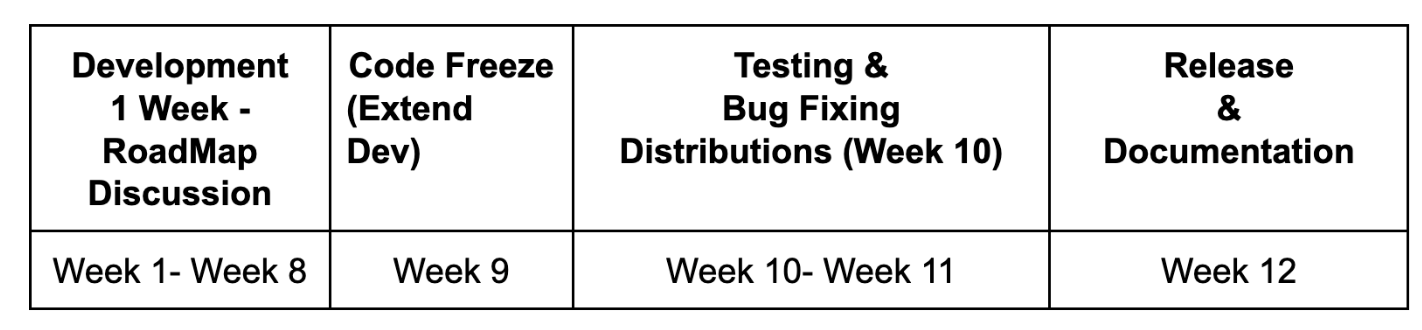 Development
1 Week -
RoadMap
Discussion
Code Freeze
(Extend
Dev)
Testing &
Bug Fixing
Distributions (Week 10)
Release
&
Documentation
Week 1- Week 8
Week 9
Week 10- Week 11
Week 12